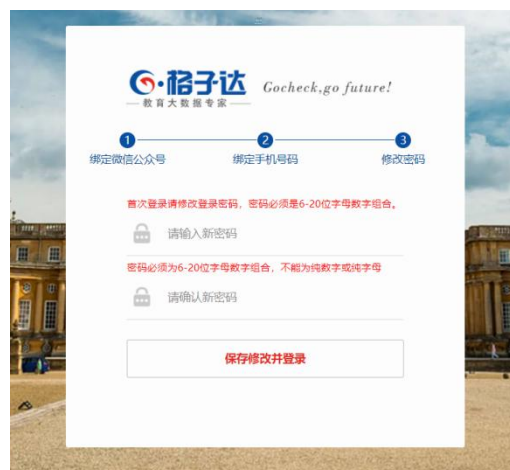 格子达
教育大数据专家
Gocheck,go future!
1 2 3
绑定微信公众号 绑定手机号码 修改密码
首次登录请修改登录密码，密码必须是6-20位字母数字组合。
请输入新密码
密码必须为6-20位字母数字组合，不能为纯数字或纯字母
请确认新密码
保存修改并登录